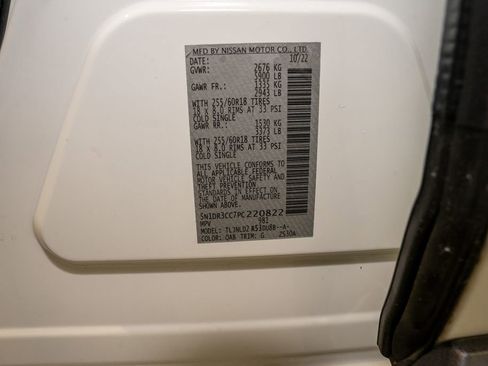 MFD BY NISSAN MOTOR CO., LTD
DATE: 10/22
GVWR: 2676 KG
5900 LB
GAWR FR.: 1335 KG
2943 LB
WITH 255/60R18 TIRES
18 X 8.0 RIMS AT 33 PSI
COLD SINGLE
GAWR RR.: 1530 KG
3373 LB
WITH 255/60R18 TIRES
18 X 8.0 RIMS AT 33 PSI
COLD SINGLE
THIS VEHICLE CONFORMS TO
ALL APPLICABLE FEDERAL
MOTOR VEHICLE SAFETY AND
THEFT PREVENTION
STANDARDS IN EFFECT ON
THE DATE OF MANUFACTURE
SHOWN ABOVE.
5N1DR3CC7PC220822
MPV 981
MODEL: A53
COLOR: QAB TRIM: G